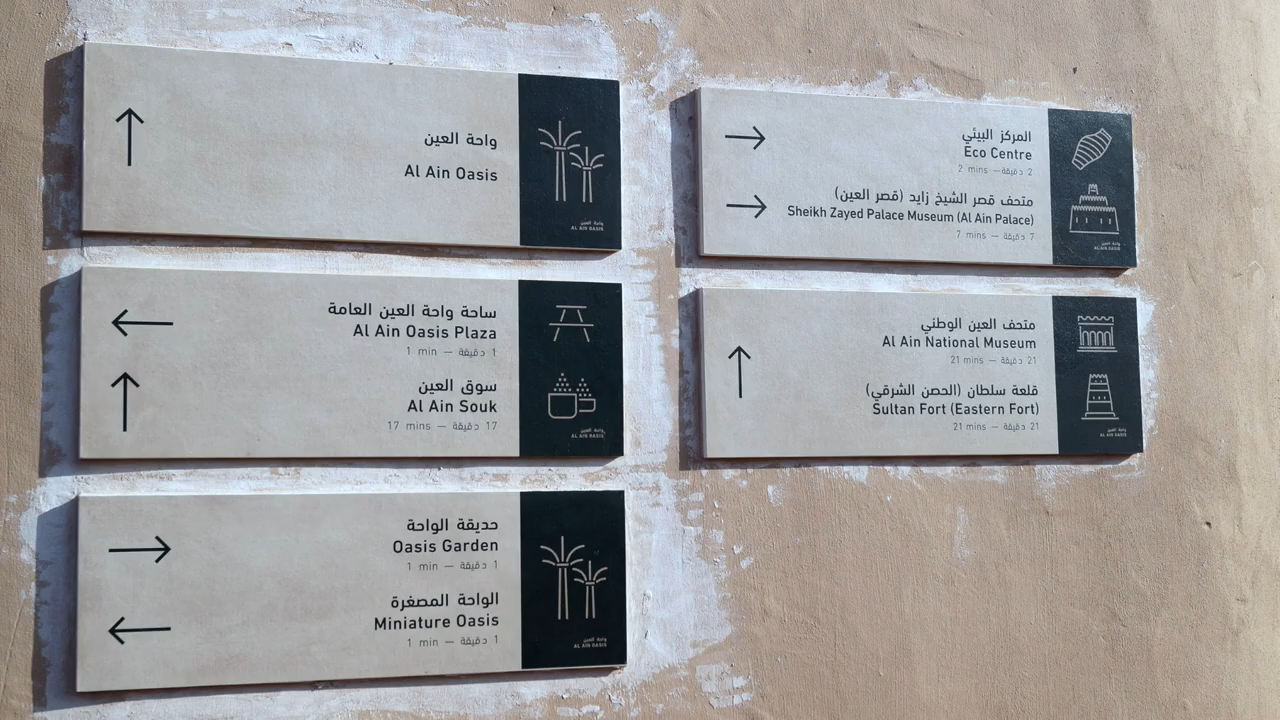 واحة العين
Al Ain Oasis
واحة العين
AL AIN OASIS
ساحة واحة العين العامة
Al Ain Oasis Plaza
1 min — دقيقة 1
سوق العين
Al Ain Souk
17 mins — دقيقة 17
واحة العين
AL AIN OASIS
حديقة الواحة
Oasis Garden
1 min — دقيقة 1
الواحة المصغرة
Miniature Oasis
1 min — دقيقة 1
واحة العين
AL AIN OASIS
المركز البيئي
Eco Centre
2 mins — دقيقة 2
متحف قصر الشيخ زايد (قصر العين)
Sheikh Zayed Palace Museum (Al Ain Palace)
7 mins — دقيقة 7
واحة العين
AL AIN OASIS
متحف العين الوطني
Al Ain National Museum
21 mins — دقيقة 21
قلعة سلطان (الحصن الشرقي)
Sultan Fort (Eastern Fort)
21 mins — دقيقة 21
واحة العين
AL AIN OASIS